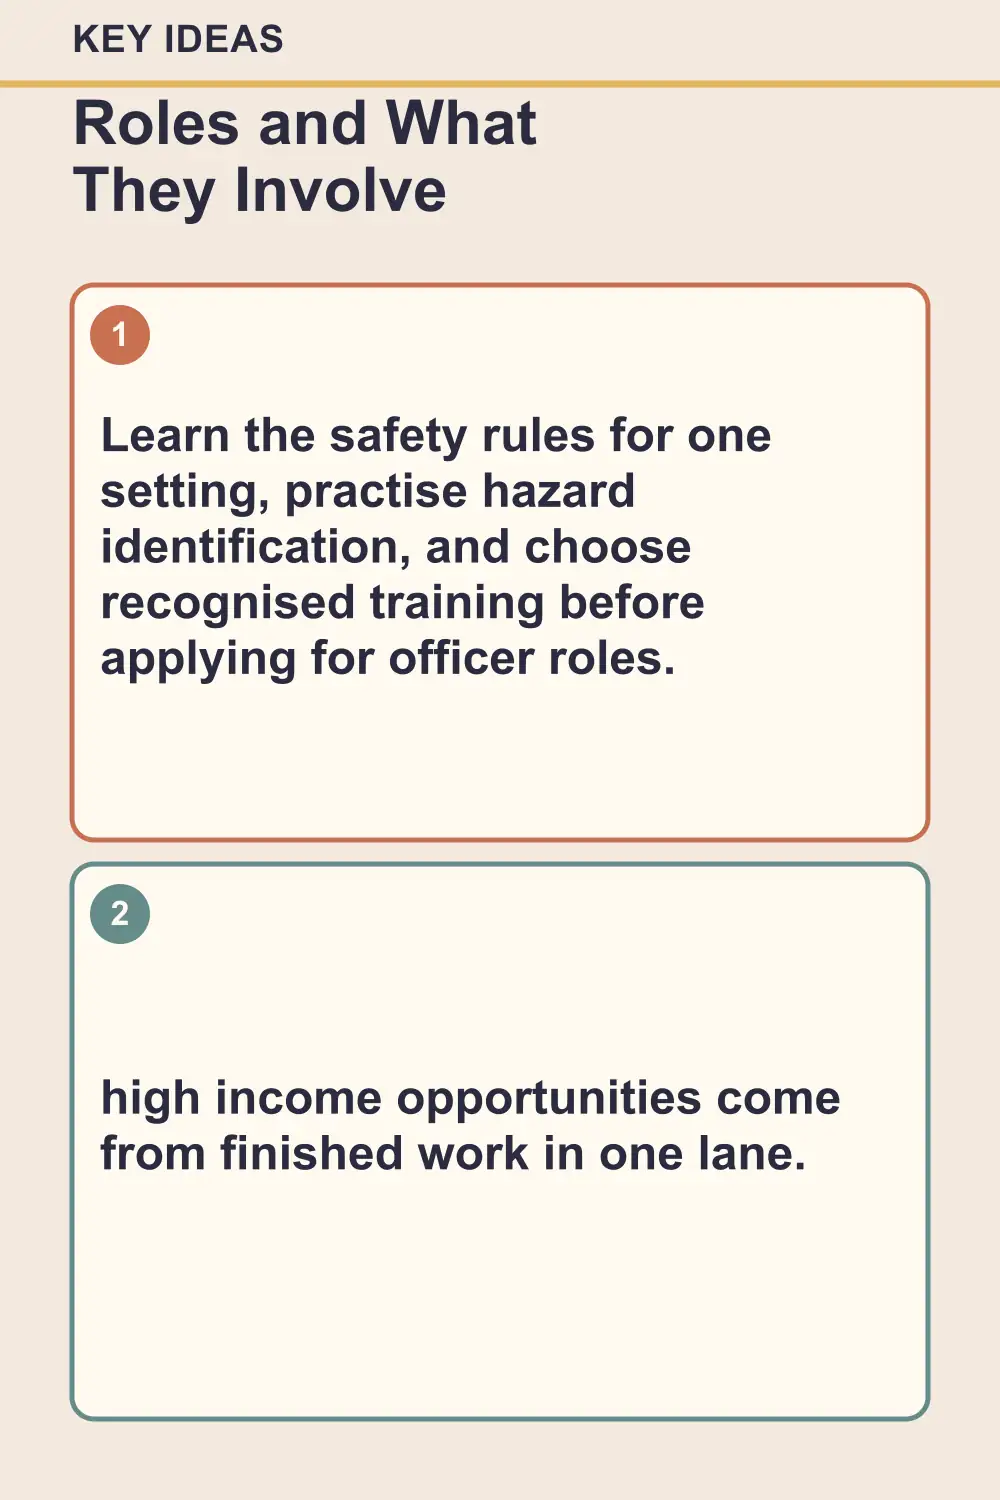 KEY IDEAS
Roles and What
They Involve
1
Learn the safety rules for one
setting, practise hazard
identification, and choose
recognised training before
applying for officer roles.
2
high income opportunities come
from finished work in one lane.